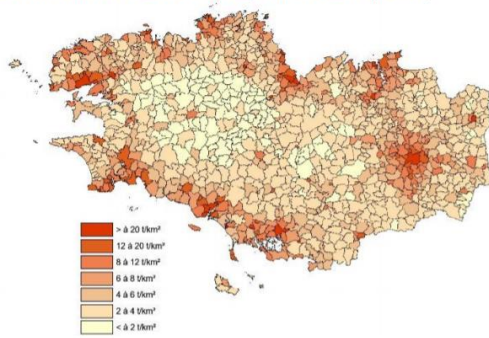 > à 20 t/km²
12 à 20 t/km²
8 à 12 t/km²
6 à 8 t/km²
4 à 6 t/km²
2 à 4 t/km²
< à 2 t/km²